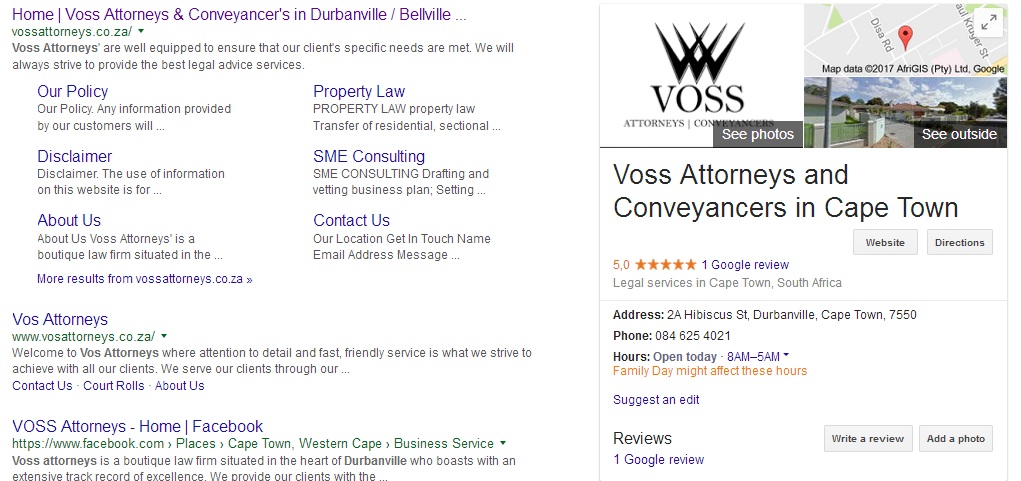 Home | Voss Attorneys & Conveyancer's in Durbanville / Bellville ...
vossattorneys.co.za/
Voss Attorneys' are well equipped to ensure that our client's specific needs are met. We will
always strive to provide the best legal advice services.
Our Policy
Our Policy. Any information provided
by our customers will ...
PROPERTY LAW
PROPERTY LAW property law
Transfer of residential, sectional ...
Disclaimer
Disclaimer. The use of information
on this website is for ...
SME Consulting
SME CONSULTING Drafting and
vetting business plan; Setting ...
About Us
About Us Voss Attorneys' is a
boutique law firm situated in the ...
Contact Us
Our Location Get In Touch Name
Email Address Message ...
More results from vossattorneys.co.za »
Vos Attorneys
www.vosattorneys.co.za/
Welcome to Vos Attorneys where attention to detail and fast, friendly service is what we strive to
achieve with all our clients. We serve our clients through our ...
Contact Us · Court Rolls · About Us
VOSS Attorneys - Home | Facebook
https://www.facebook.com › Places › Cape Town, Western Cape › Business Service
Voss attorneys is a boutique law firm situated in the heart of Durbanville who boasts with an
extensive track record of excellence. We provide our clients with the ...
VOSS
ATTORNEYS | CONVEYANCERS
See photos
Disa Rd
Paul Kruger St
Map data ©2017 AfriGIS (Pty) Ltd, Google
See outside
Voss Attorneys and
Conveyancers in Cape Town
Website
Directions
5,0 1 Google review
Legal services in Cape Town, South Africa
Address: 2A Hibiscus St, Durbanville, Cape Town, 7550
Phone: 084 625 4021
Hours: Open today · 8AM–5AM
Family Day might affect these hours
Suggest an edit
Reviews
Write a review
Add a photo
1 Google review